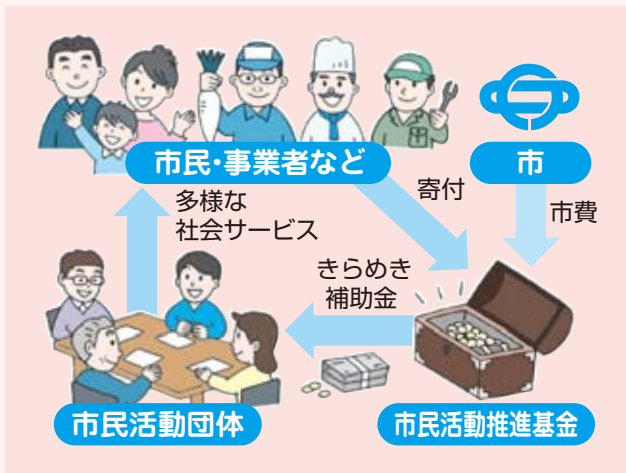 市民・事業者など
市
多様な
社会サービス
寄付
市費
きらめき
補助金
市民活動団体
市民活動推進基金